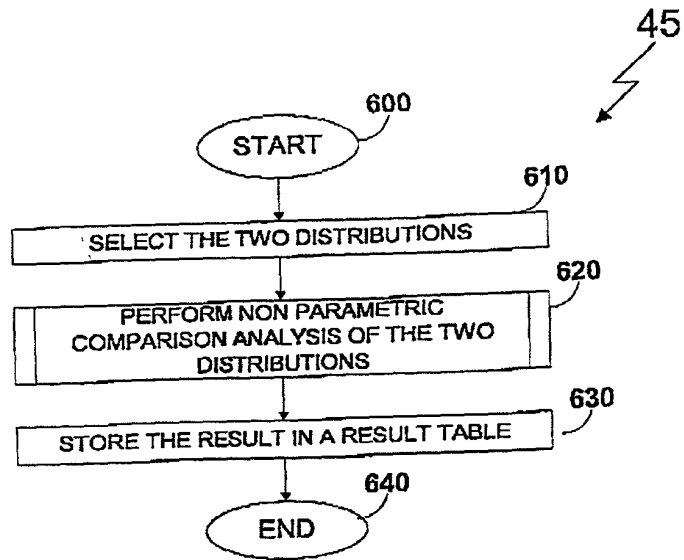 45
600
START
610
SELECT THE TWO DISTRIBUTIONS
620
PERFORM NON PARAMETRIC
COMPARISON ANALYSIS OF THE TWO
DISTRIBUTIONS
630
STORE THE RESULT IN A RESULT TABLE
640
END